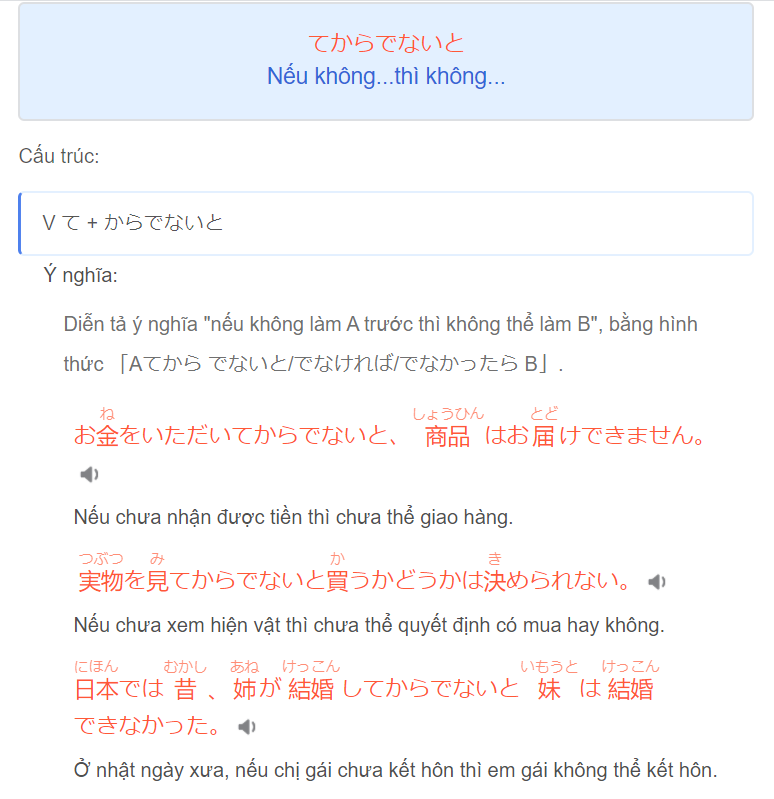 てからでないと
Nếu không...thì không...
Cấu trúc:
V て + からでないと
Ý nghĩa:
Diễn tả ý nghĩa "nếu không làm A trước thì không thể làm B", bằng hình
thức「Aてから でないと/でなければ/でなかったら B」.
ね しょうひん とど
お金をいただいてからでないと、商品はお届けできません。
Nếu chưa nhận được tiền thì chưa thể giao hàng.
つぶつ み か き
実物を見てからでないと買うかどうかは決められない。
Nếu chưa xem hiện vật thì chưa thể quyết định có mua hay không.
にほん むかし あね けっこん いもうと けっこん
日本では昔、姉が結婚してからでないと妹は結婚
できなかった。
Ở nhật ngày xưa, nếu chị gái chưa kết hôn thì em gái không thể kết hôn.